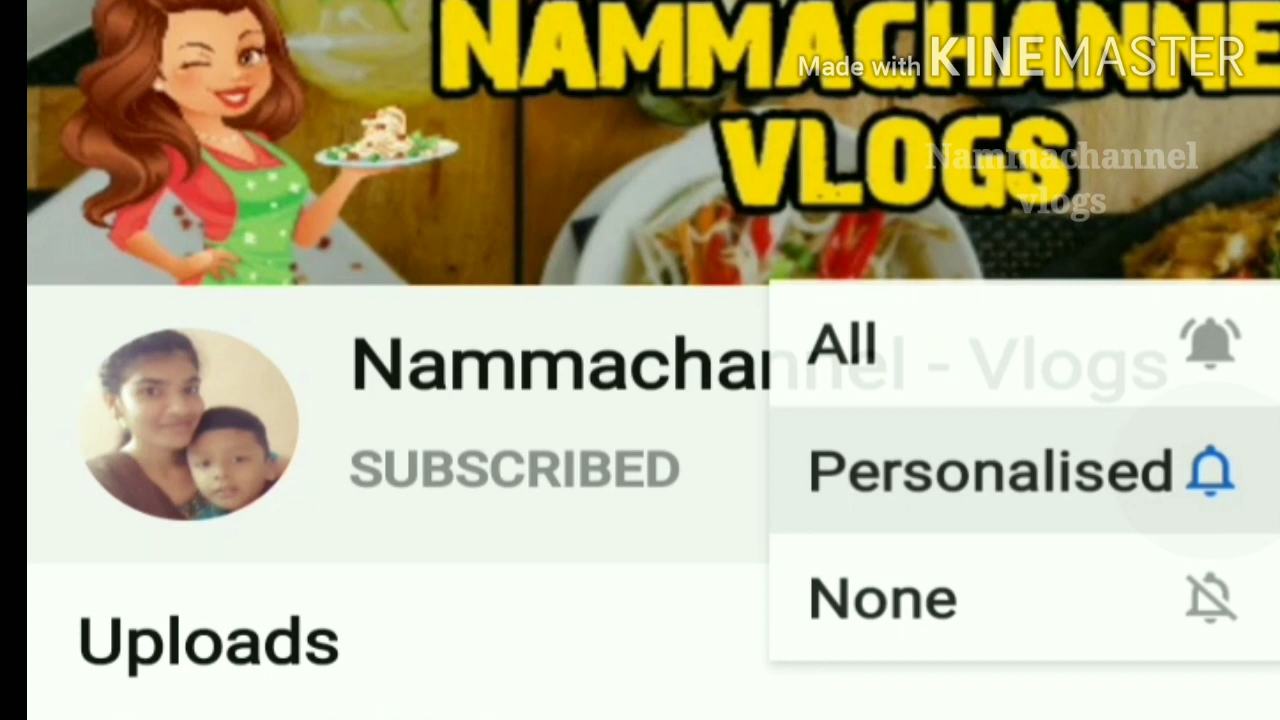 NAMMACHANNE
VLOGS
Made with KINEMASTER
Nammachannel
vlogs
Nammachannel - Vlogs
SUBSCRIBED
All
Personalised
None
Uploads